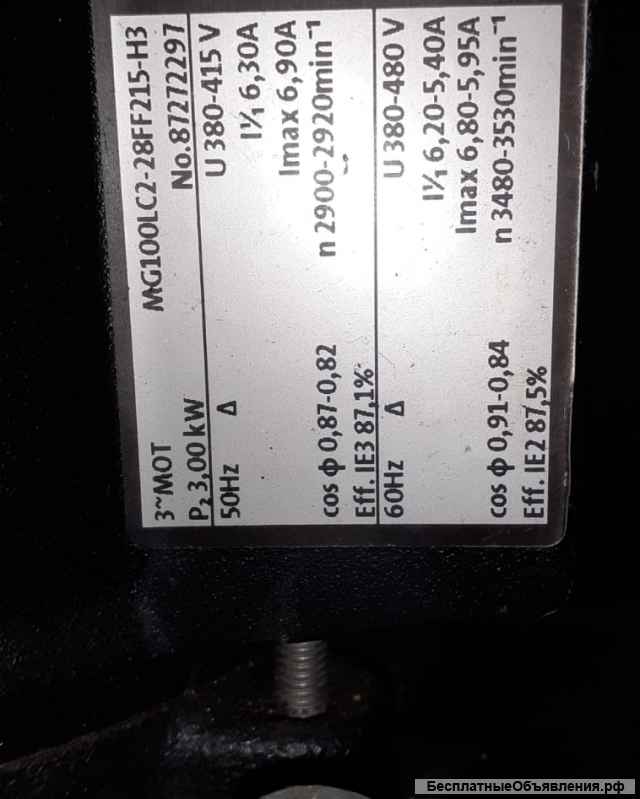 3~MOT MG100LC2-28FF215-H3
P₂ 3,00 kW No.87272297
50Hz Δ U 380-415 V
I¹⁄₁ 6,30A
Imax 6,90A
cos φ 0,87-0,82 n 2900-2920min⁻¹
Eff. IE3 87,1%
60Hz Δ U 380-480 V
I¹⁄₁ 6,20-5,40A
Imax 6,80-5,95A
cos φ 0,91-0,84 n 3480-3530min⁻¹
Eff. IE2 87,5%
БесплатныеОбъявления.рф